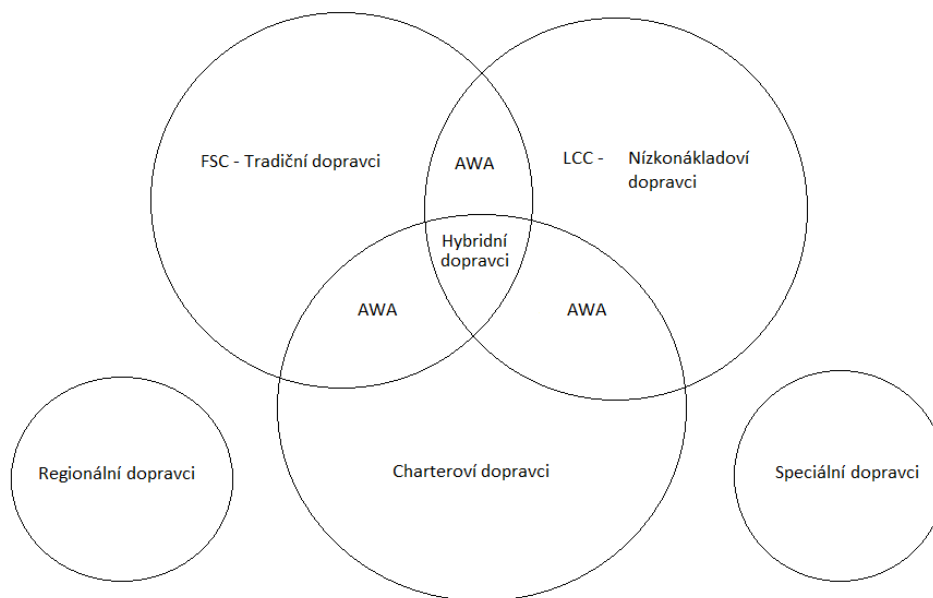 FSC - Tradiční dopravci
AWA
LCC - Nízkonákladoví
dopravci
Hybridní
dopravci
AWA
AWA
Regionální dopravci
Charteroví dopravci
Speciální dopravci